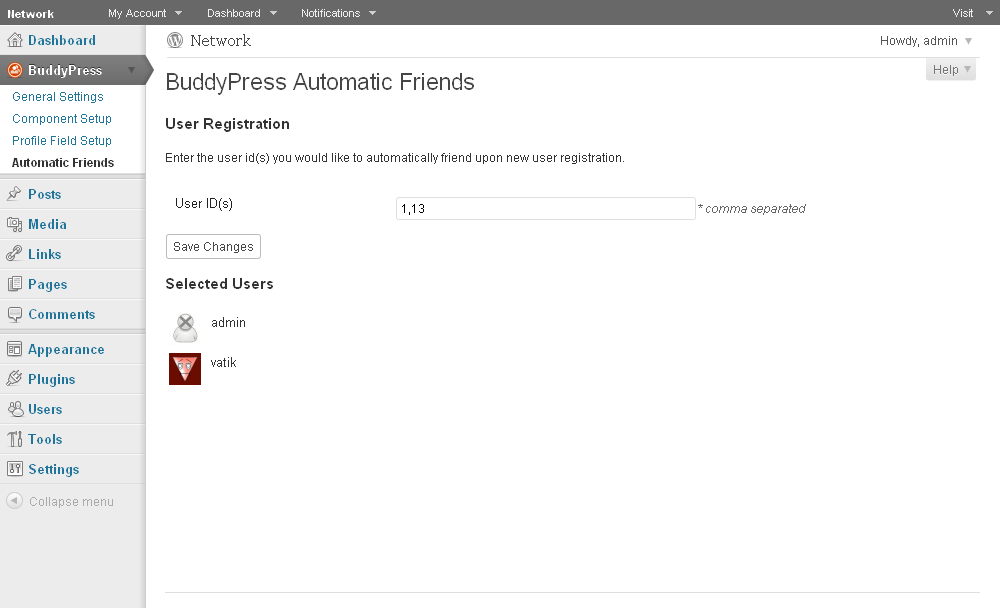 Network My Account Dashboard Notifications Visit
Dashboard
BuddyPress
General Settings
Component Setup
Profile Field Setup
Automatic Friends
Posts
Media
Links
Pages
Comments
Appearance
Plugins
Users
Tools
Settings
Collapse menu
Network
Howdy, admin
Help
BuddyPress Automatic Friends
User Registration
Enter the user id(s) you would like to automatically friend upon new user registration.
User ID(s) 1,13 * comma separated
Save Changes
Selected Users
admin
vatik